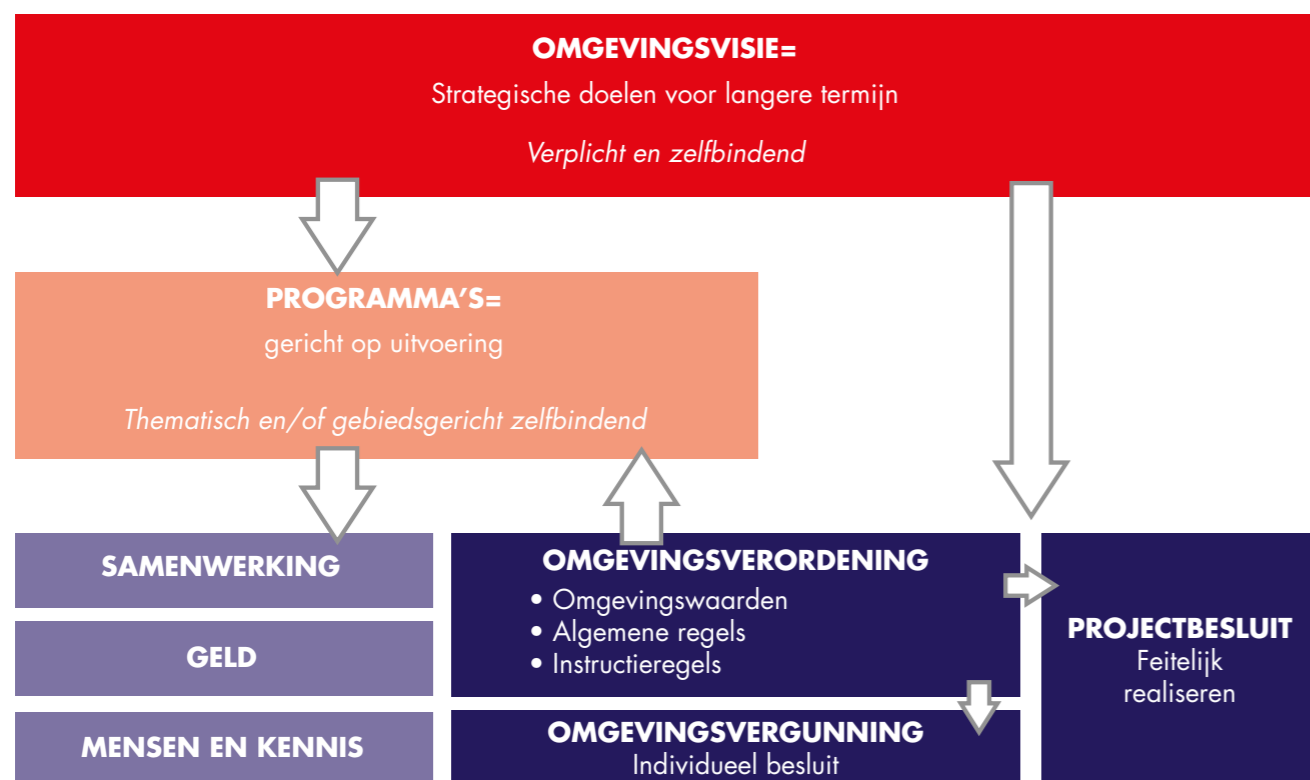 OMGEVINGSVISIE=
Strategische doelen voor langere termijn
Verplicht en zelfbindend
PROGRAMMA’S=
gericht op uitvoering
Thematisch en/of gebiedsgericht zelfbindend
SAMENWERKING
GELD
MENSEN EN KENNIS
OMGEVINGSVERORDENING
• Omgevingswaarden
• Algemene regels
• Instructieregels
OMGEVINGSVERGUNNING
Individueel besluit
PROJECTBESLUIT
Feitelijk
realiseren